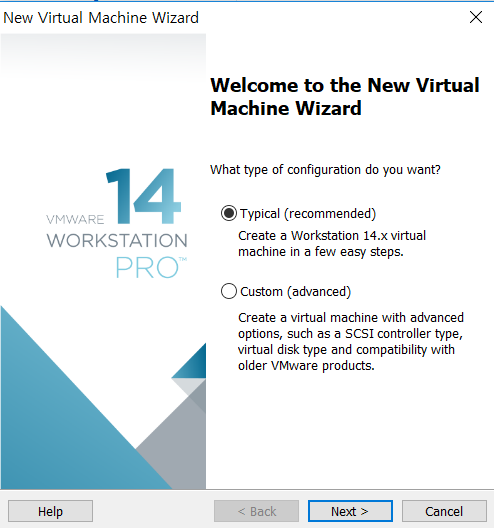 New Virtual Machine Wizard
Welcome to the New Virtual
Machine Wizard
What type of configuration do you want?
Typical (recommended)
Create a Workstation 14.x virtual
machine in a few easy steps.
Custom (advanced)
Create a virtual machine with advanced
options, such as a SCSI controller type,
virtual disk type and compatibility with
older VMware products.
VMWARE 14
WORKSTATION
PRO™
Help
< Back
Next >
Cancel